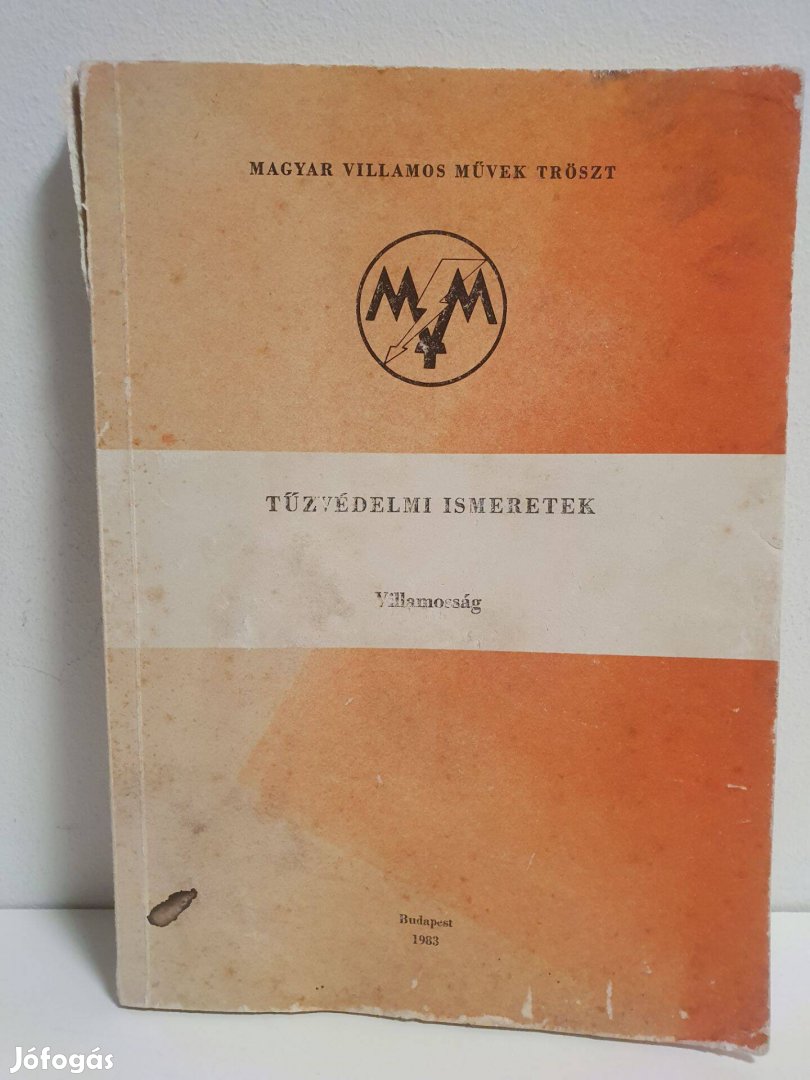 MAGYAR VILLAMOS MŰVEK TRÖSZT
MVM
TŰZVÉDELMI ISMERETEK
Villamosság
Budapest
1983
Jófogás